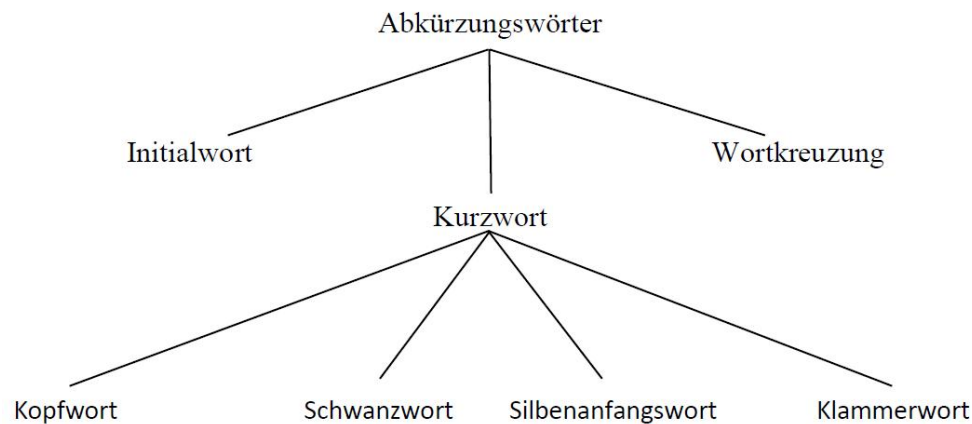 Abkürzungswörter
Initialwort
Wortkreuzung
Kurzwort
Kopfwort
Schwanzwort
Silbenanfangswort
Klammerwort